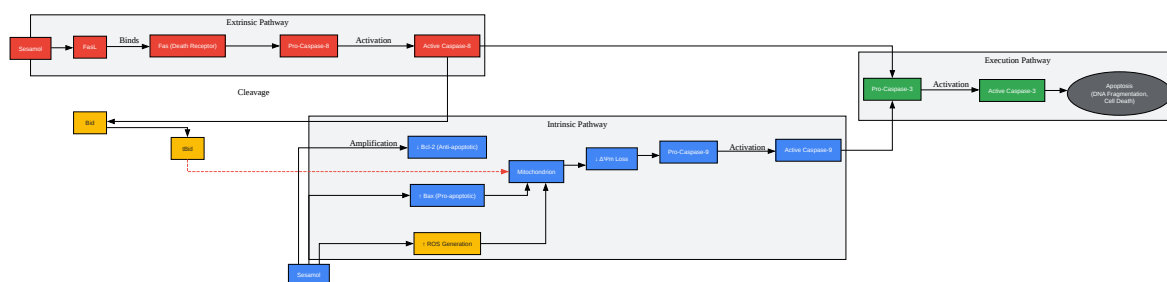 Extrinsic Pathway
Sesamol
FasL
Binds
Fas (Death Receptor)
Pro-Caspase-8
Activation
Active Caspase-8
Execution Pathway
Pro-Caspase-3
Activation
Active Caspase-3
Apoptosis
(DNA Fragmentation,
Cell Death)
Cleavage
Bid
tBid
Intrinsic Pathway
Amplification
↓ Bcl-2 (Anti-apoptotic)
Mitochondrion
↓ ΔΨm Loss
Pro-Caspase-9
Activation
Active Caspase-9
↑ Bax (Pro-apoptotic)
↑ ROS Generation
Sesamol